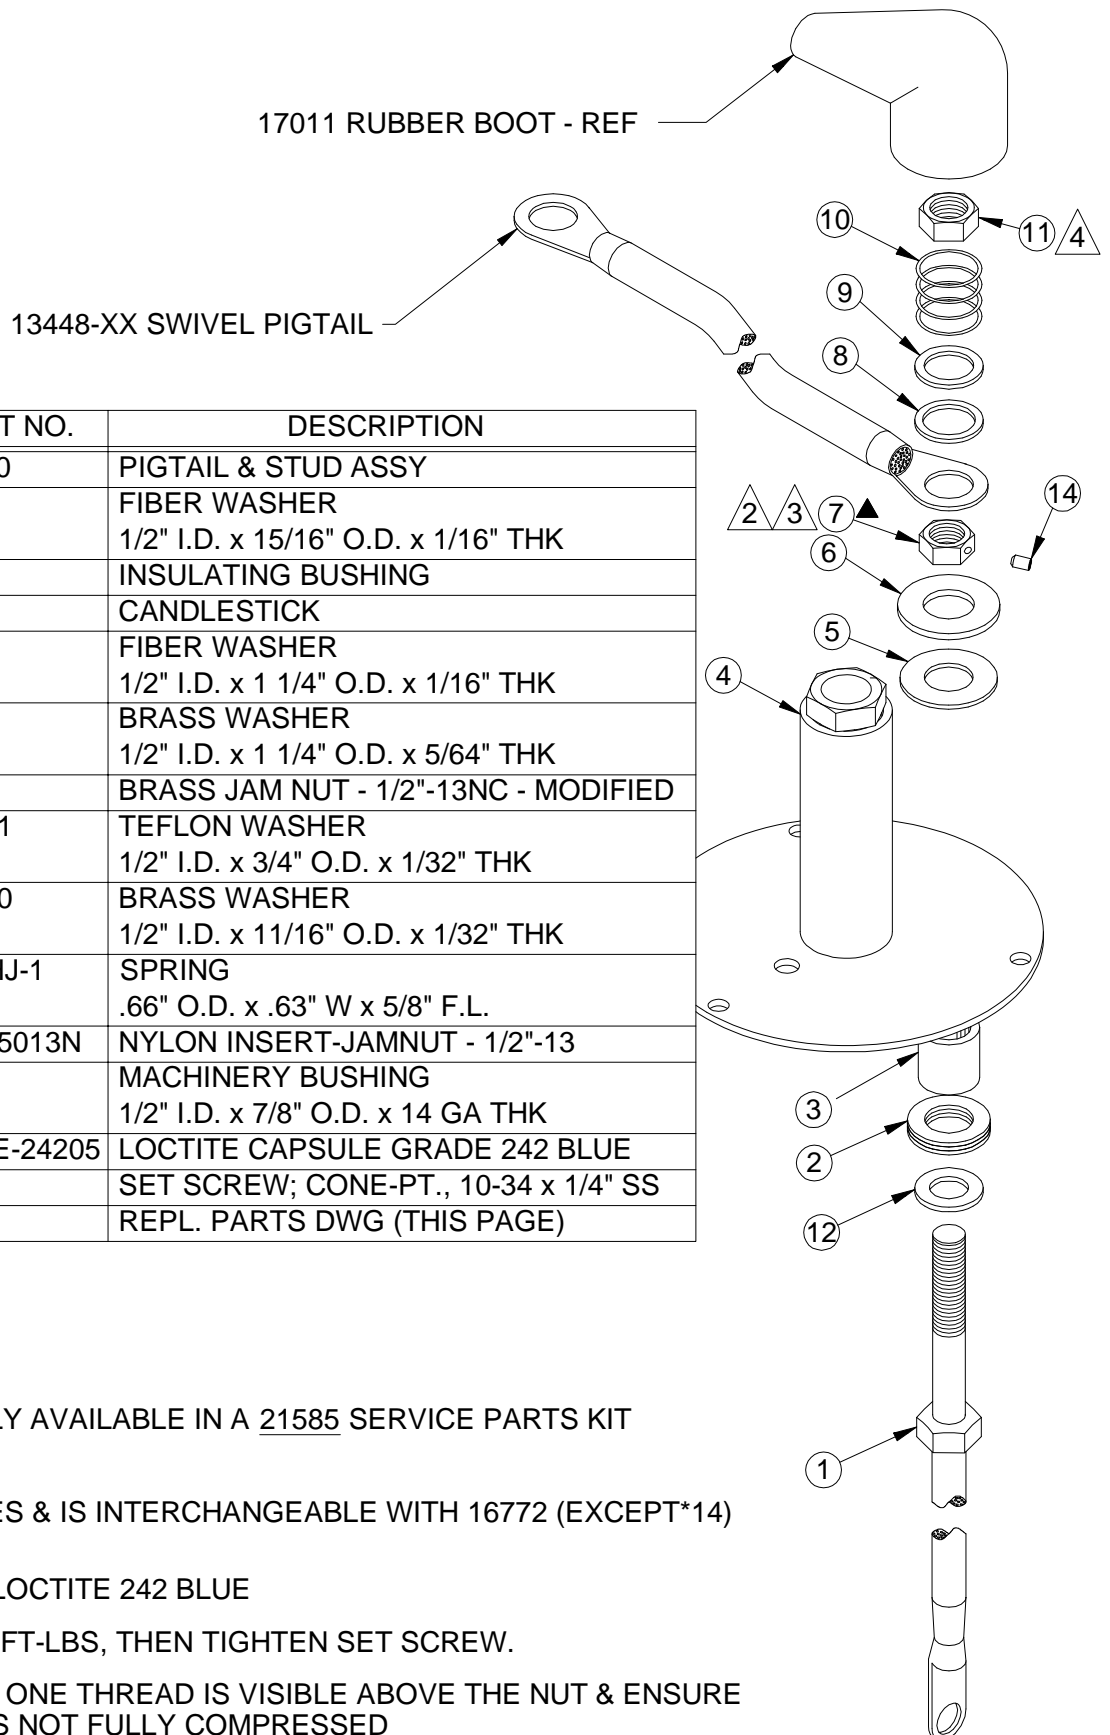 17011 RUBBER BOOT - REF
10
11
4
9
13448-XX SWIVEL PIGTAIL
8
T NO. DESCRIPTION
0 PIGTAIL & STUD ASSY
FIBER WASHER
1/2" I.D. x 15/16" O.D. x 1/16" THK
INSULATING BUSHING
CANDLESTICK
FIBER WASHER
1/2" I.D. x 1 1/4" O.D. x 1/16" THK
BRASS WASHER
1/2" I.D. x 1 1/4" O.D. x 5/64" THK
BRASS JAM NUT - 1/2"-13NC - MODIFIED
1 TEFLON WASHER
1/2" I.D. x 3/4" O.D. x 1/32" THK
0 BRASS WASHER
1/2" I.D. x 11/16" O.D. x 1/32" THK
IJ-1 SPRING
.66" O.D. x .63" W x 5/8" F.L.
5013N NYLON INSERT-JAMNUT - 1/2"-13
MACHINERY BUSHING
1/2" I.D. x 7/8" O.D. x 14 GA THK
E-24205 LOCTITE CAPSULE GRADE 242 BLUE
SET SCREW; CONE-PT., 10-34 x 1/4" SS
REPL. PARTS DWG (THIS PAGE)
2
3
7
14
6
5
4
3
2
12
1
LY AVAILABLE IN A 21585 SERVICE PARTS KIT
ES & IS INTERCHANGEABLE WITH 16772 (EXCEPT*14)
LOCTITE 242 BLUE
FT-LBS, THEN TIGHTEN SET SCREW.
ONE THREAD IS VISIBLE ABOVE THE NUT & ENSURE
S NOT FULLY COMPRESSED